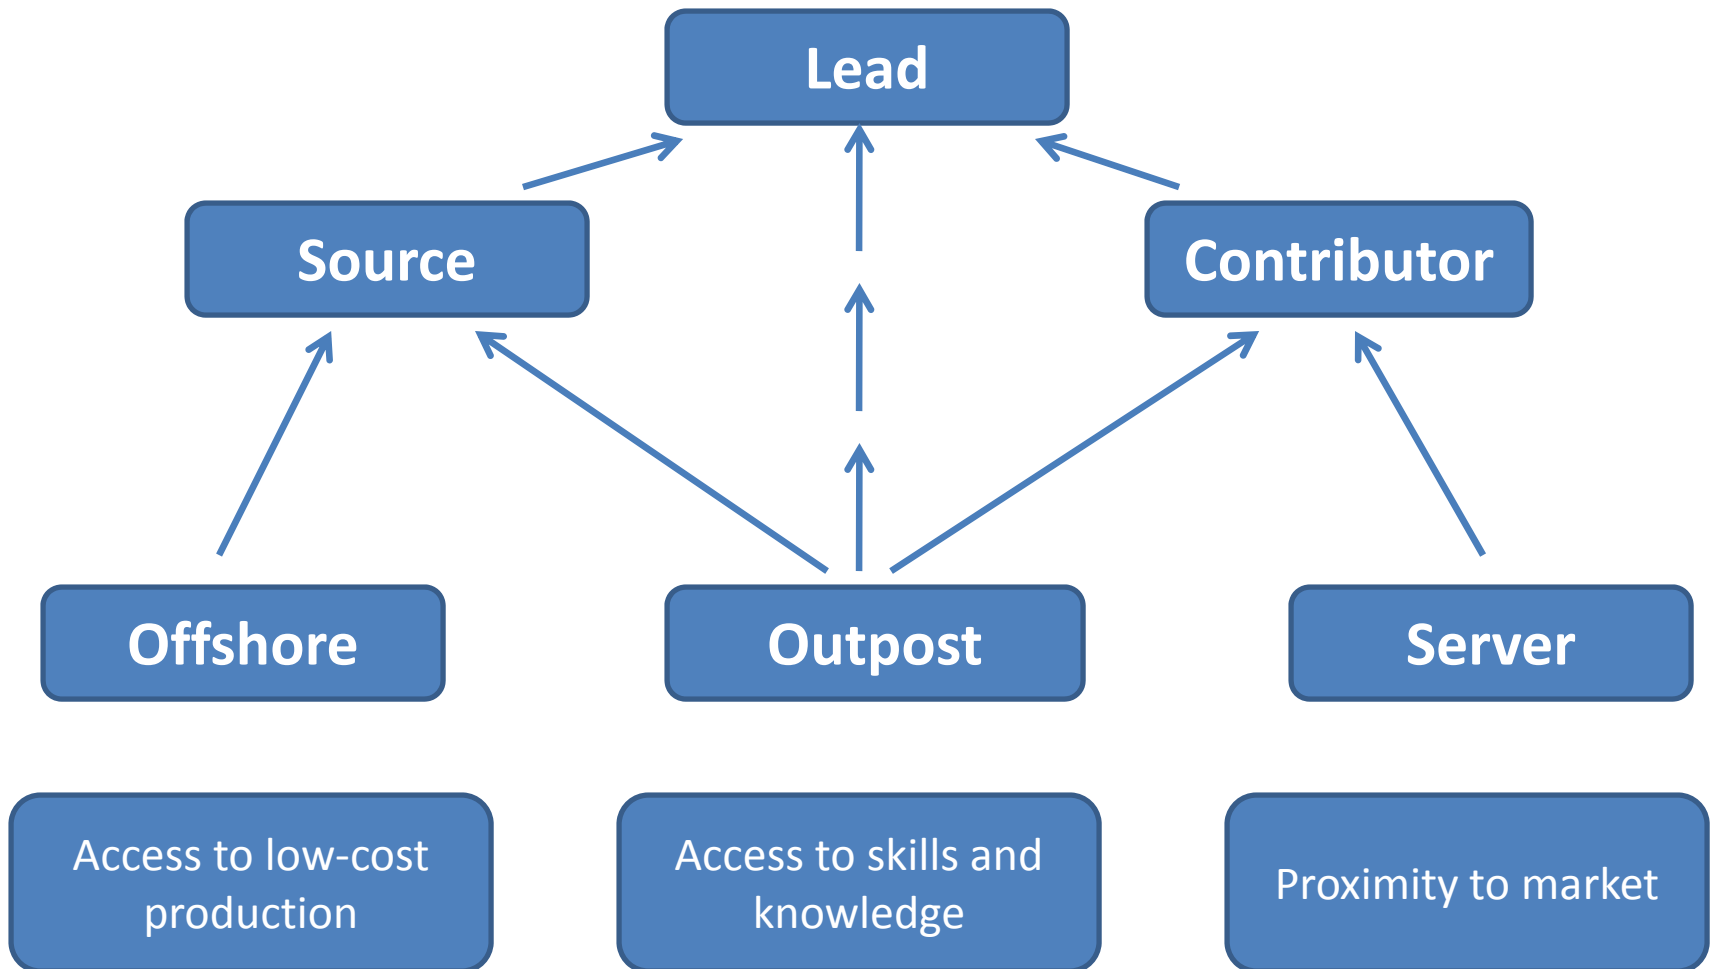 Lead
Source
Contributor
Offshore
Outpost
Server
Access to low-cost
production
Access to skills and
knowledge
Proximity to market